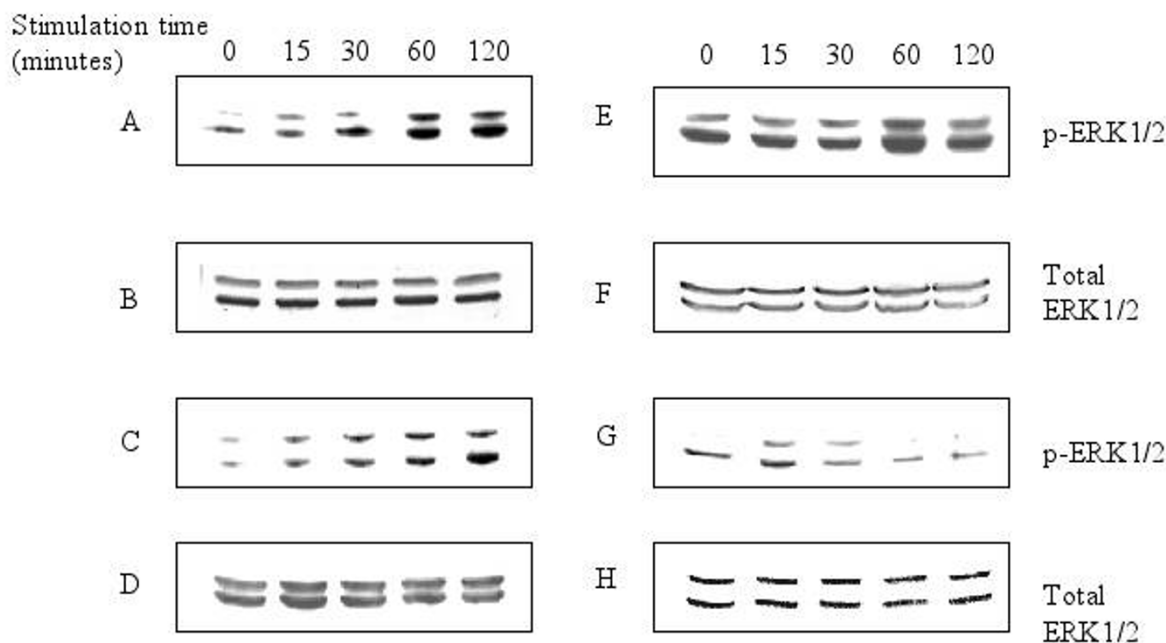 Stimulation time
(minutes)
0 15 30 60 120
0 15 30 60 120
A
E
p-ERK1/2
B
F
Total
ERK1/2
C
G
p-ERK1/2
D
H
Total
ERK1/2